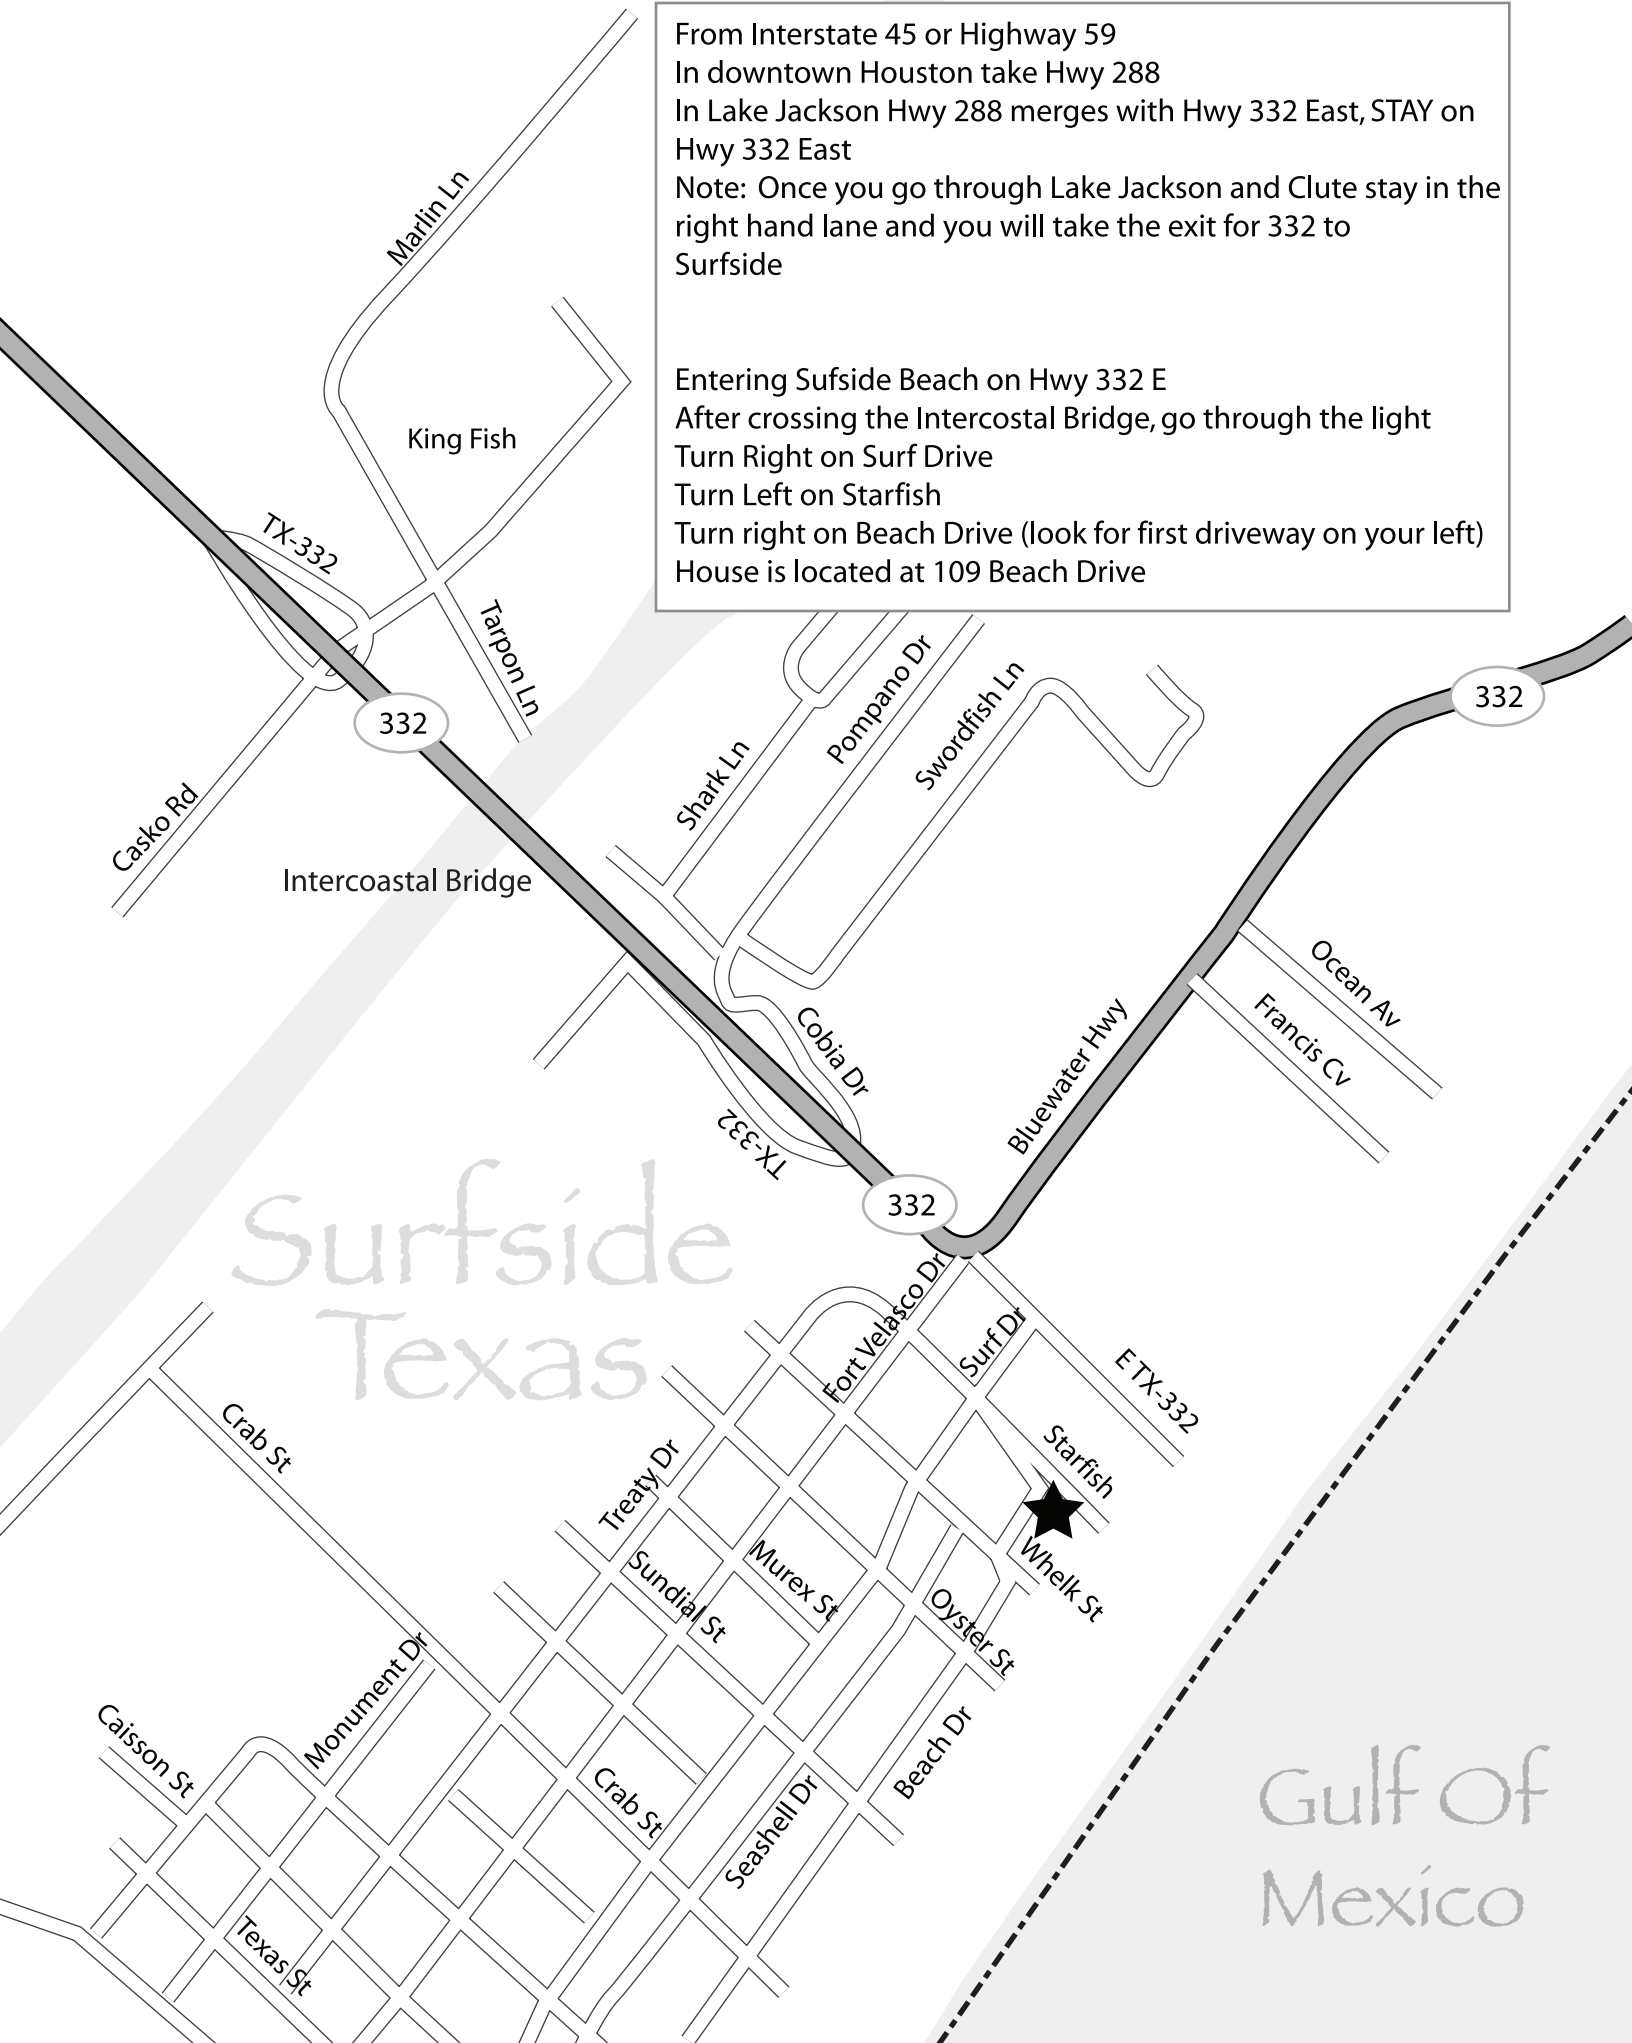 From Interstate 45 or Highway 59
In downtown Houston take Hwy 288
In Lake Jackson Hwy 288 merges with Hwy 332 East, STAY on
Hwy 332 East
Note: Once you go through Lake Jackson and Clute stay in the
right hand lane and you will take the exit for 332 to
Surfside
Entering Sufside Beach on Hwy 332 E
After crossing the Intercostal Bridge, go through the light
Turn Right on Surf Drive
Turn Left on Starfish
Turn right on Beach Drive (look for first driveway on your left)
House is located at 109 Beach Drive
Marlin Ln
King Fish
TX-332
Tarpon Ln
332
Casko Rd
Intercoastal Bridge
Shark Ln
Pompano Dr
Swordfish Ln
332
Ocean Av
Francis Cv
Bluewater Hwy
Cobia Dr
TX-332
332
Surfside
Texas
Fort Velasco Dr
Surf Dr
E TX-332
Starfish
Whelk St
Crab St
Treaty Dr
Sundial St
Murex St
Oyster St
Monument Dr
Caisson St
Crab St
Seashell Dr
Beach Dr
Texas St
Gulf Of
Mexico